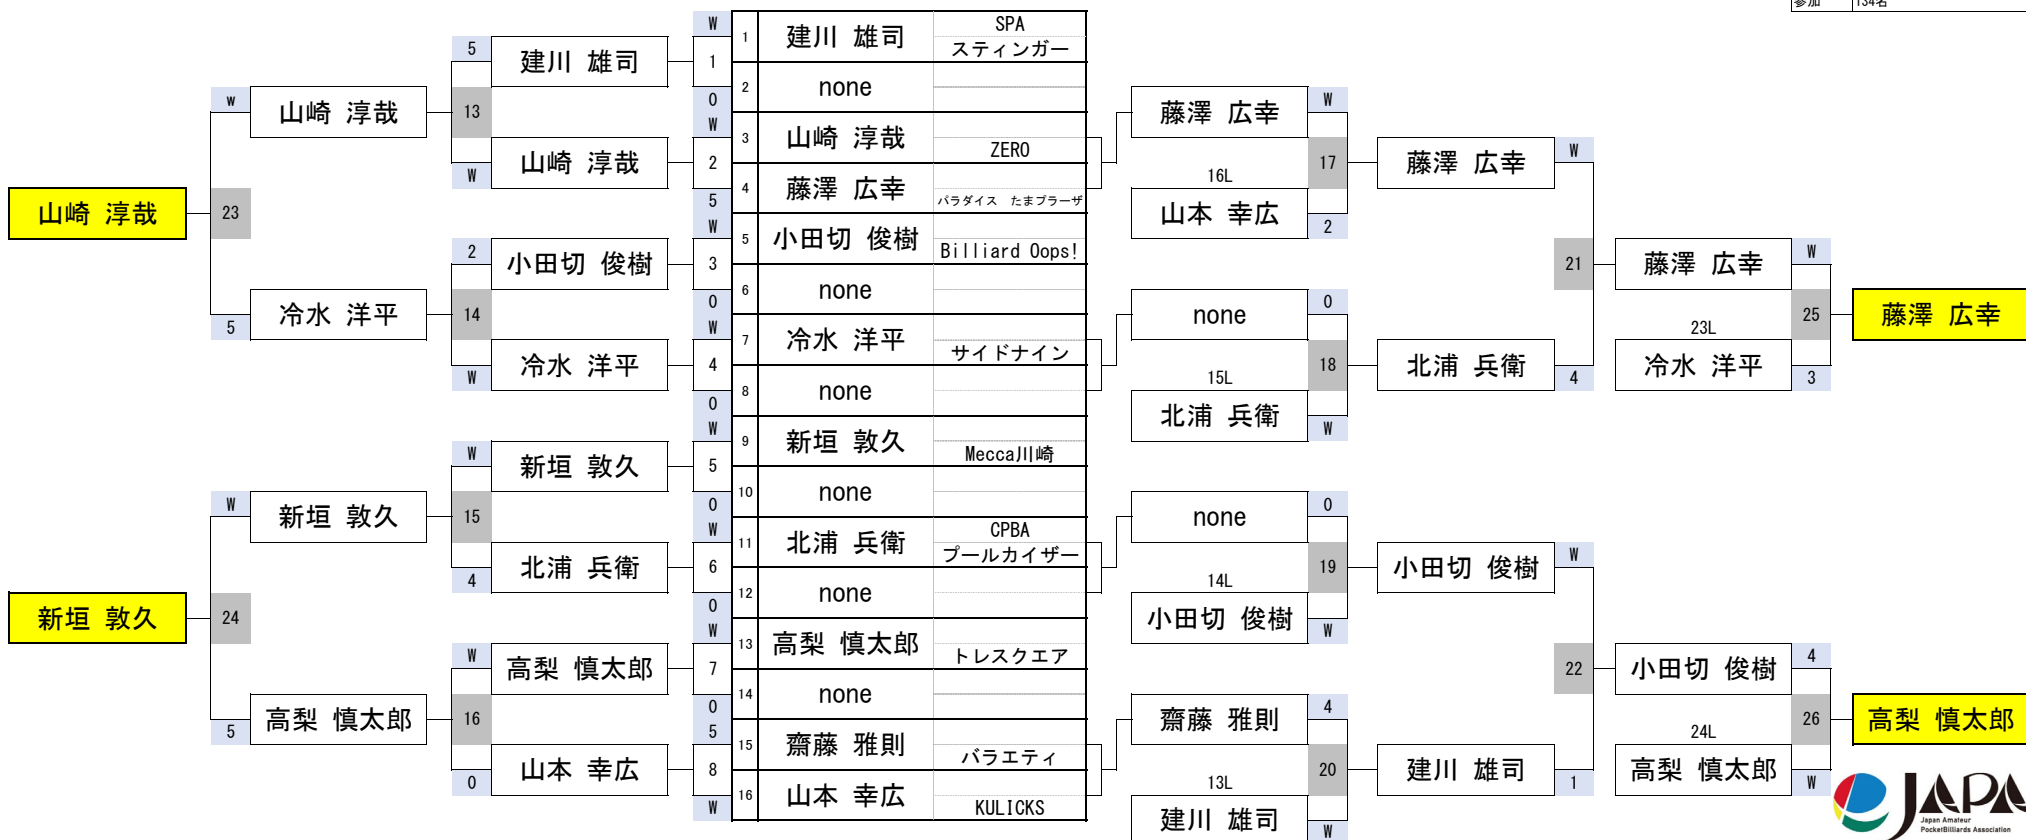 参加 134名
W 1 建川 雄司 SPA
スティンガー
5 建川 雄司 1
2 none
0
w 山崎 淳哉 13
藤澤 広幸 W
W
3 山崎 淳哉 ZERO
W 山崎 淳哉 2
16L 17 藤澤 広幸 W
4 藤澤 広幸 パラダイス たまプラーザ
5
山崎 淳哉 23
山本 幸広 2
W
5 小田切 俊樹 Billiard Oops!
2 小田切 俊樹 3
21 藤澤 広幸 W
6 none
0
5 冷水 洋平 14
none 0
23L 25 藤澤 広幸
W
7 冷水 洋平 サイドナイン
W 冷水 洋平 4
15L 18 北浦 兵衛 4
冷水 洋平 3
8 none
0
北浦 兵衛 W
W
9 新垣 敦久 Mecca川崎
W 新垣 敦久 5
10 none
0
W 新垣 敦久 15
none 0
W
11 北浦 兵衛 CPBA
プールカイザー
4 北浦 兵衛 6
14L 19 小田切 俊樹 W
12 none
0
新垣 敦久 24
小田切 俊樹 W
W
13 高梨 慎太郎 トレスクエア
W 高梨 慎太郎 7
22 小田切 俊樹 4
14 none
0
5 高梨 慎太郎 16
齋藤 雅則 4
24L 26 高梨 慎太郎
5
15 齋藤 雅則 バラエティ
0 山本 幸広 8
13L 20 建川 雄司 1
高梨 慎太郎 W
16 山本 幸広 KULICKS
W
建川 雄司 W
JAPA
Japan Amateur
PocketBilliards Association